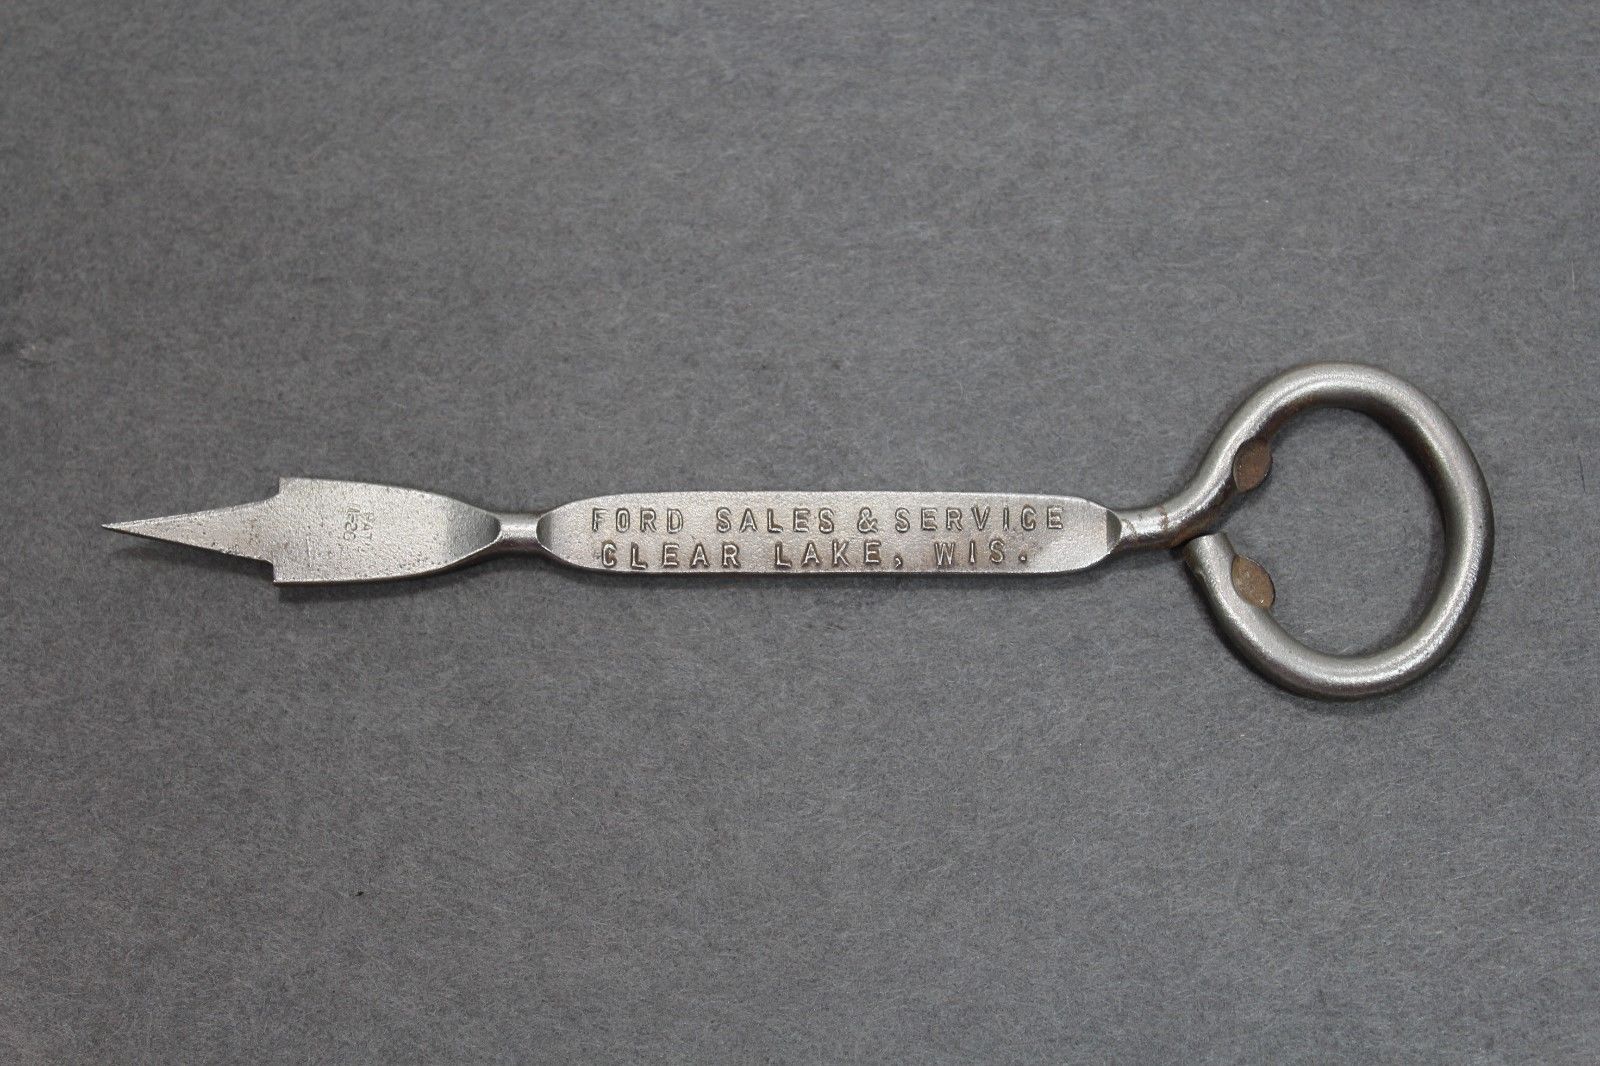 FORD SALES & SERVICE
CLEAR LAKE, WIS.
PAT'